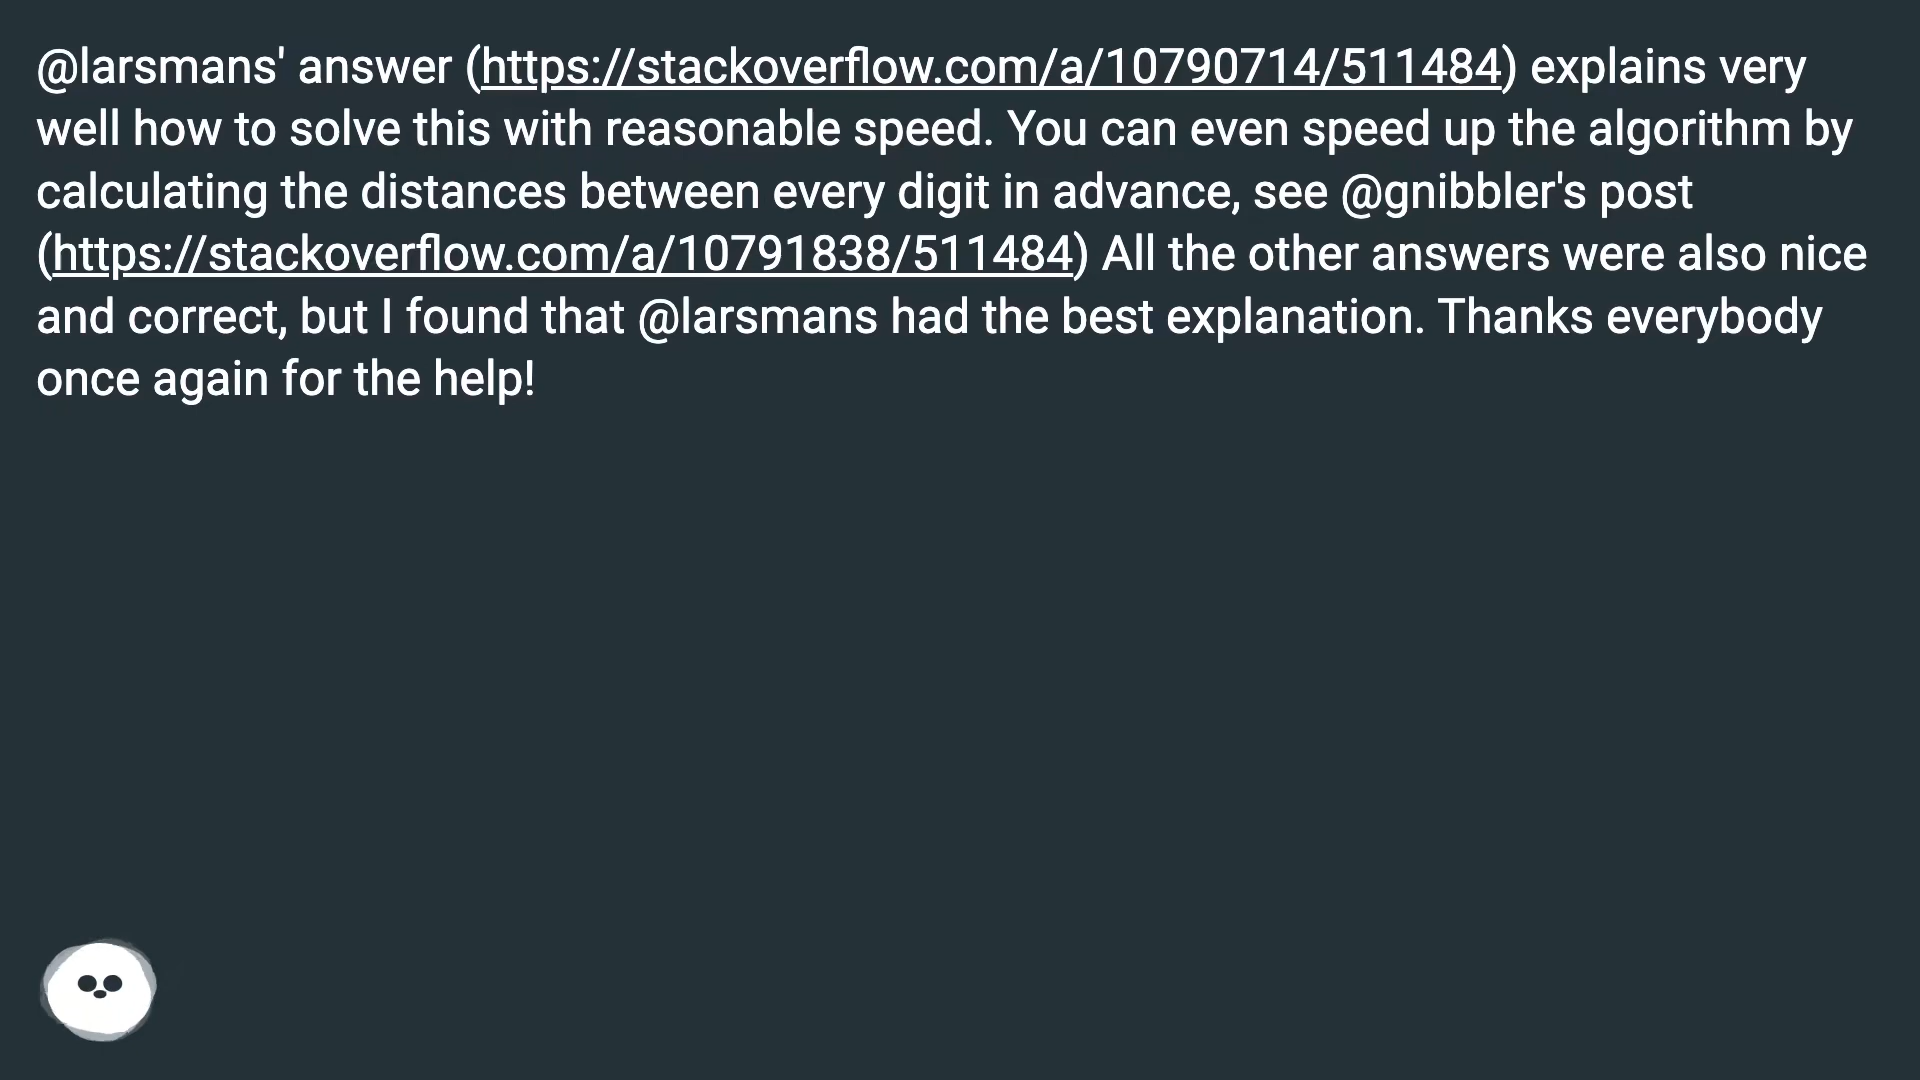 @larsmans' answer (https://stackoverflow.com/a/10790714/511484) explains very
well how to solve this with reasonable speed. You can even speed up the algorithm by
calculating the distances between every digit in advance, see @gnibbler's post
(https://stackoverflow.com/a/10791838/511484) All the other answers were also nice
and correct, but I found that @larsmans had the best explanation. Thanks everybody
once again for the help!